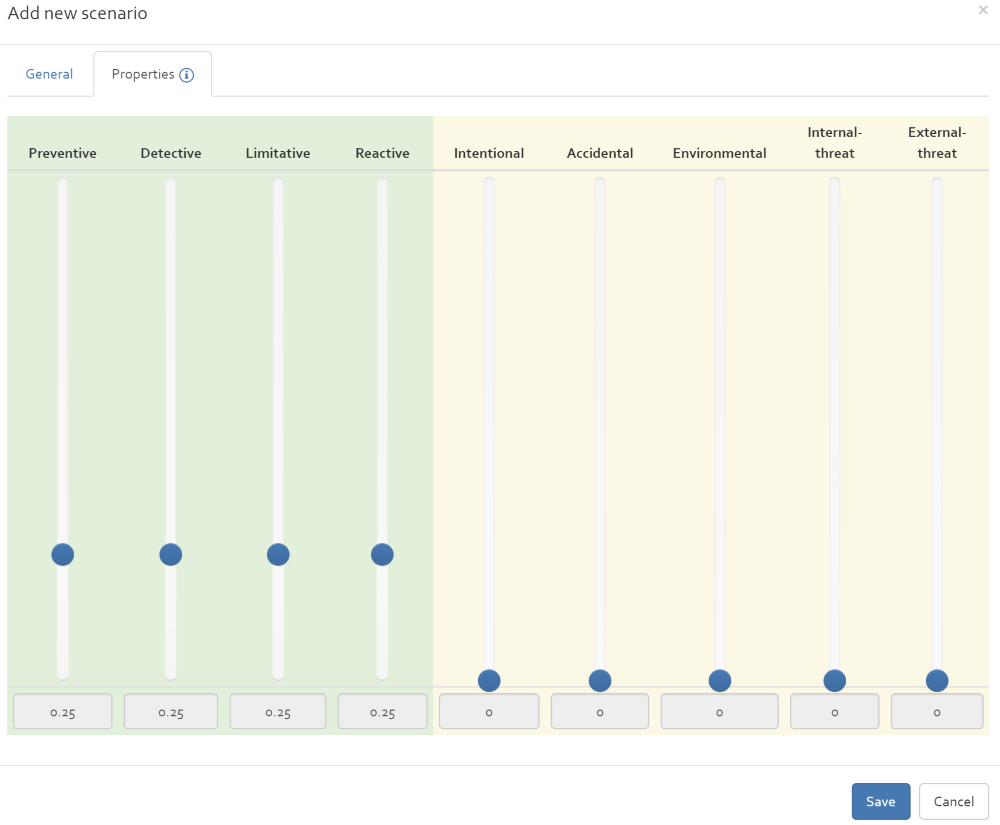 Add new scenario
×
General
Properties
Preventive Detective Limitative Reactive Intentional Accidental Environmental Internal-
threat External-
threat
0.25 0.25 0.25 0.25 0 0 0 0 0
Save
Cancel